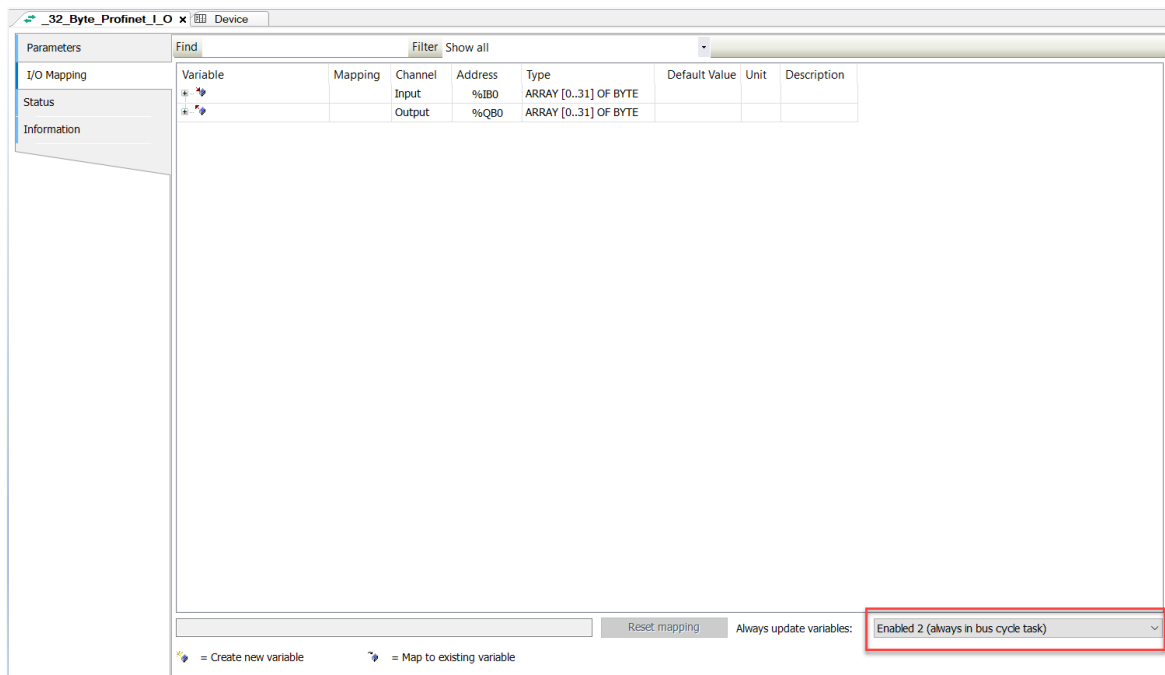 _32_Byte_Profinet_I_O x Device
Parameters
I/O Mapping
Status
Information
Find Filter Show all
Variable Mapping Channel Address Type Default Value Unit Description
Input %IB0 ARRAY [0..31] OF BYTE
Output %QB0 ARRAY [0..31] OF BYTE
Reset mapping Always update variables: Enabled 2 (always in bus cycle task)
= Create new variable = Map to existing variable